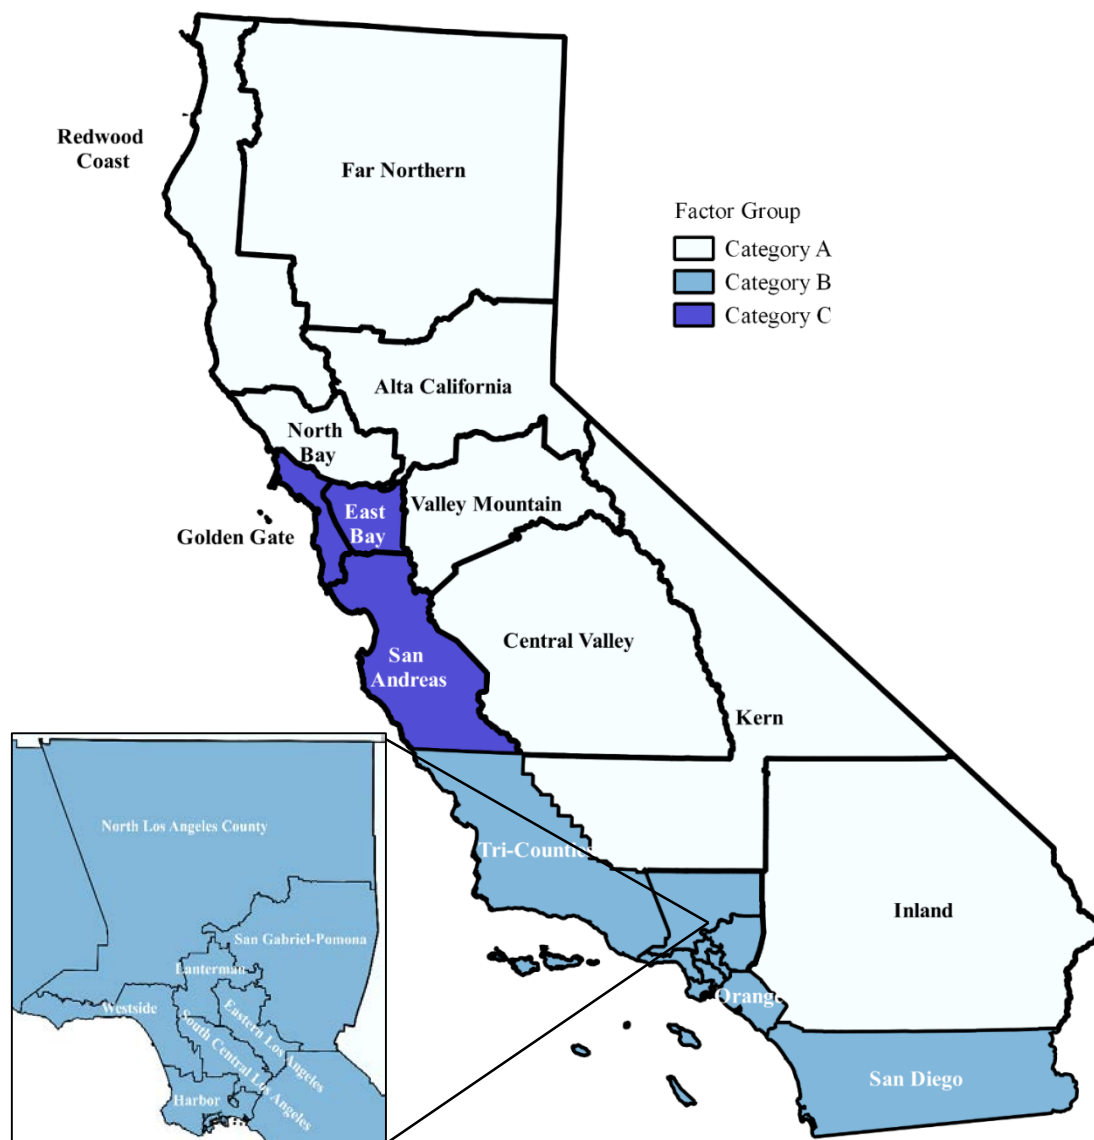 Redwood
Coast
Far Northern
Factor Group
Category A
Category B
Category C
Alta California
North
Bay
Valley Mountain
East
Bay
Golden Gate
Central Valley
San
Andreas
Kern
Tri-Counties
Inland
Orange
San Diego
North Los Angeles County
San Gabriel-Pomona
Lanterman
Westside
Eastern Los Angeles
South Central Los Angeles
Harbor